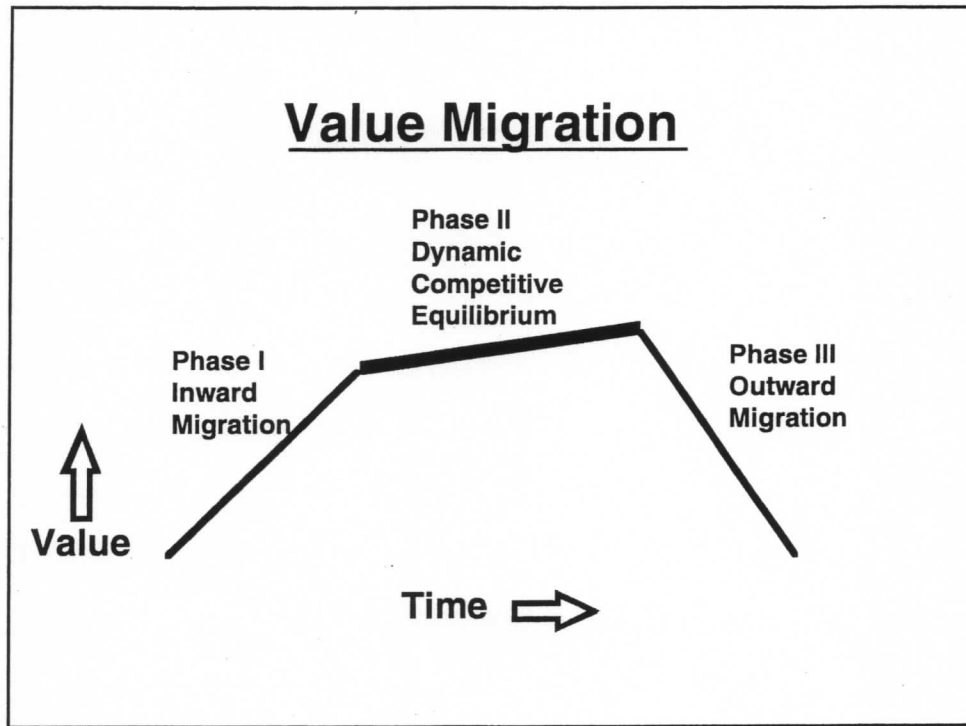 Value Migration
Phase II
Dynamic
Competitive
Equilibrium
Phase I
Inward
Migration
Phase III
Outward
Migration
Value
Time